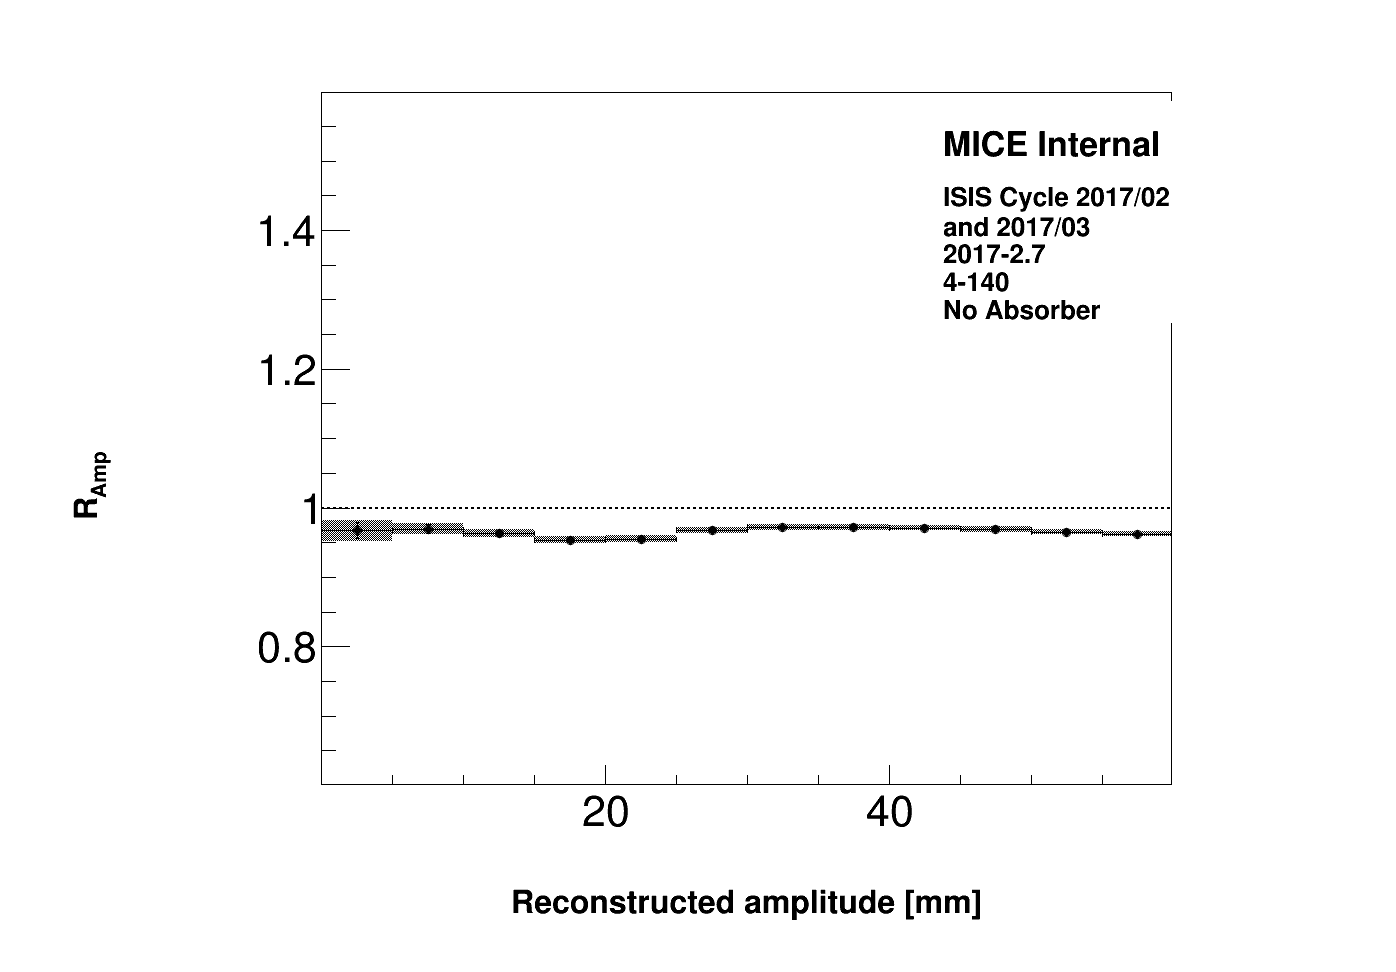 MICE Internal
ISIS Cycle 2017/02
and 2017/03
2017-2.7
4-140
No Absorber
1.4
1.2
1
0.8
R_Amp
20
40
Reconstructed amplitude [mm]